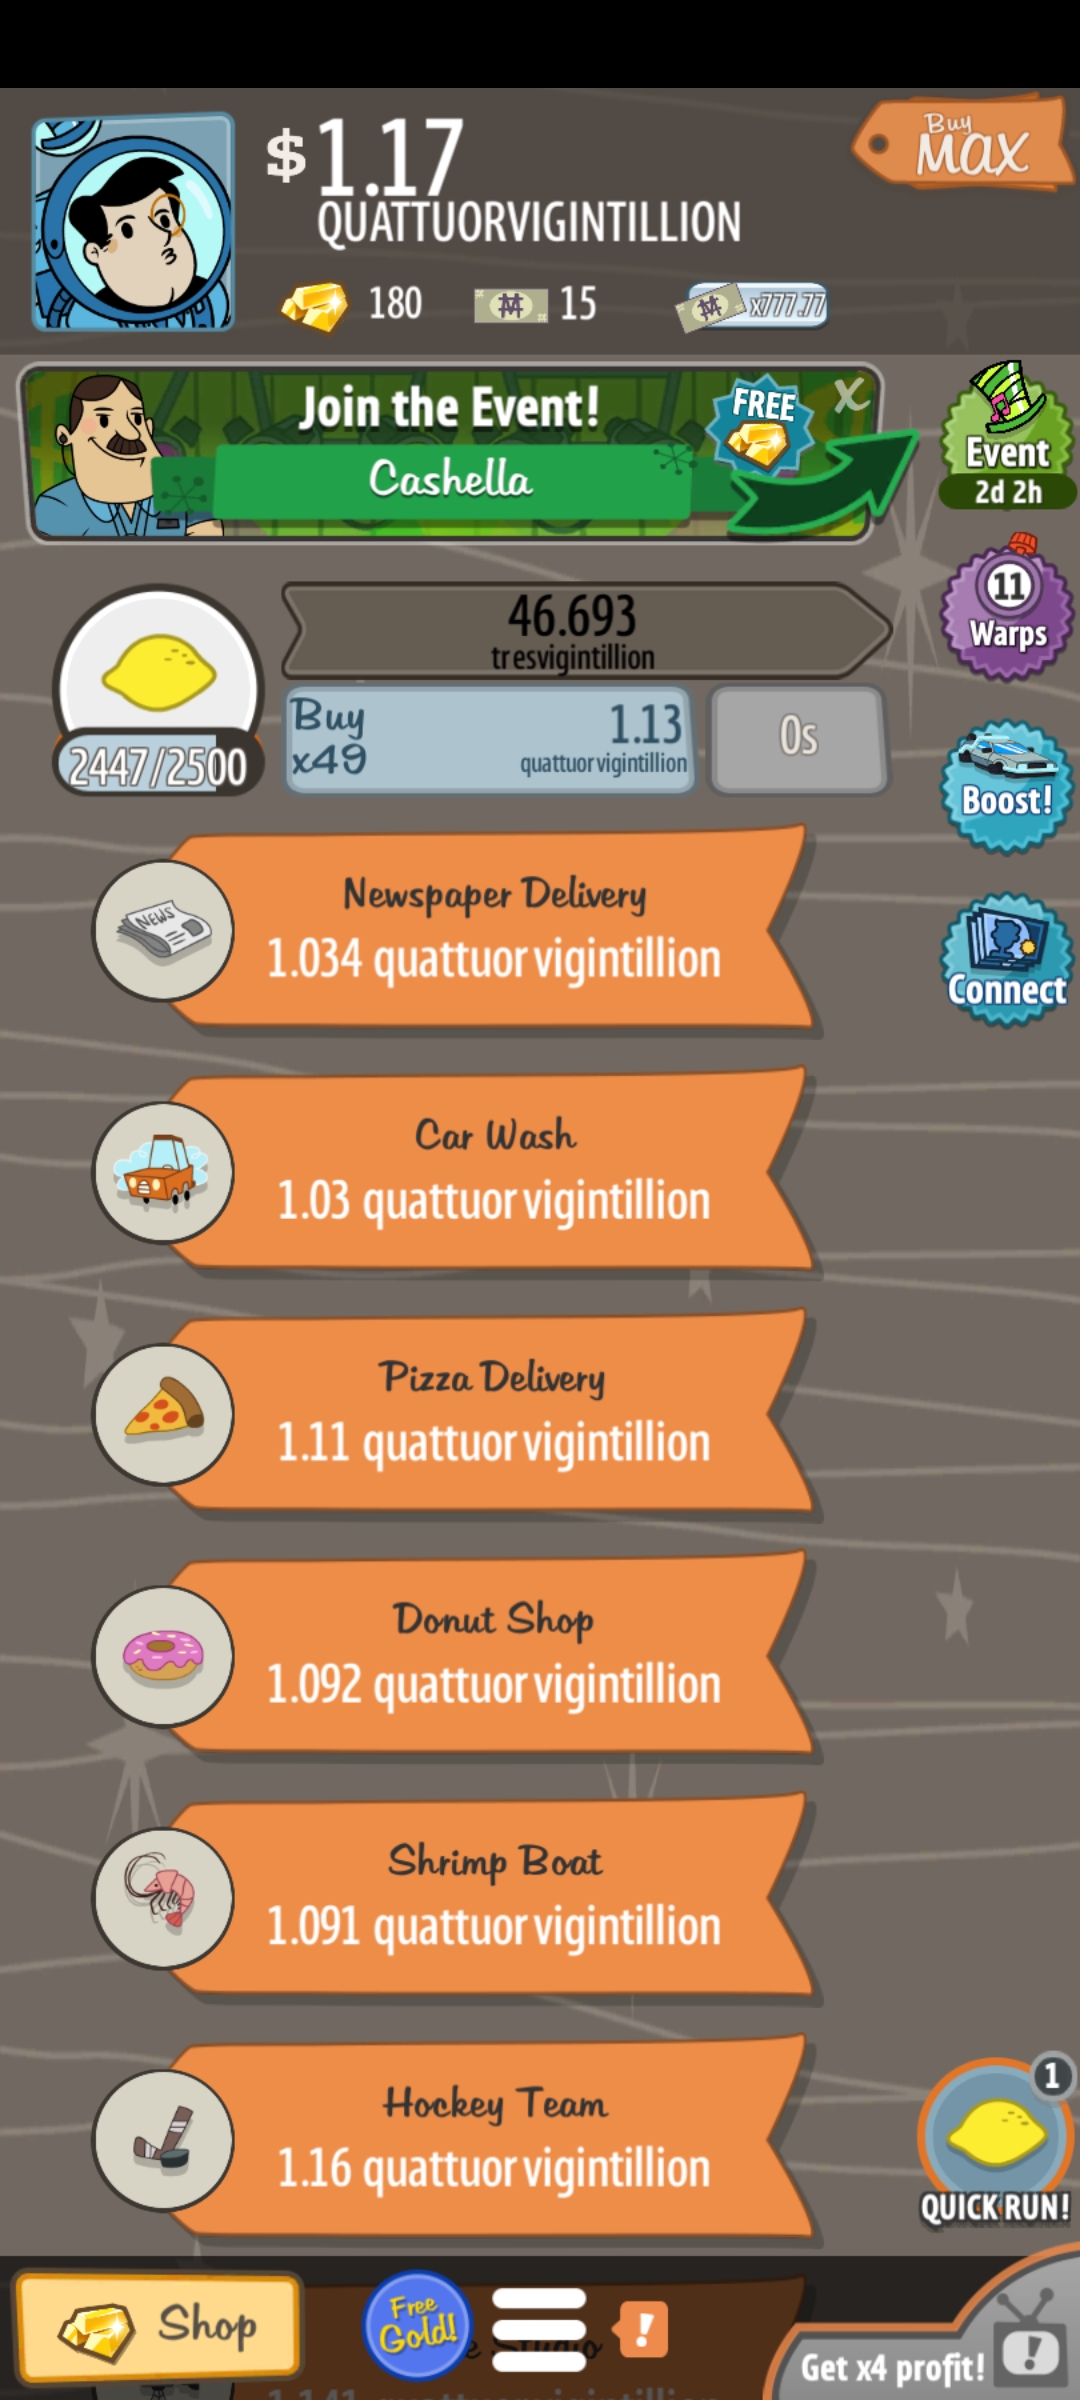 $1.17
QUATTUORVIGINTILLION
Buy
MAX
180
15
x777.77
Join the Event!
Cashella
FREE
X
Event
2d 2h
11
Warps
46.693
tresvigintillion
2447/2500
Buy
x49
1.13
quattuorvigintillion
0s
Boost!
Connect
NEWS
Newspaper Delivery
1.034 quattuorvigintillion
Car Wash
1.03 quattuorvigintillion
Pizza Delivery
1.11 quattuorvigintillion
Donut Shop
1.092 quattuorvigintillion
Shrimp Boat
1.091 quattuorvigintillion
Hockey Team
1.16 quattuorvigintillion
1
QUICK RUN!
Shop
Free
Gold!
!
Get x4 profit!
!